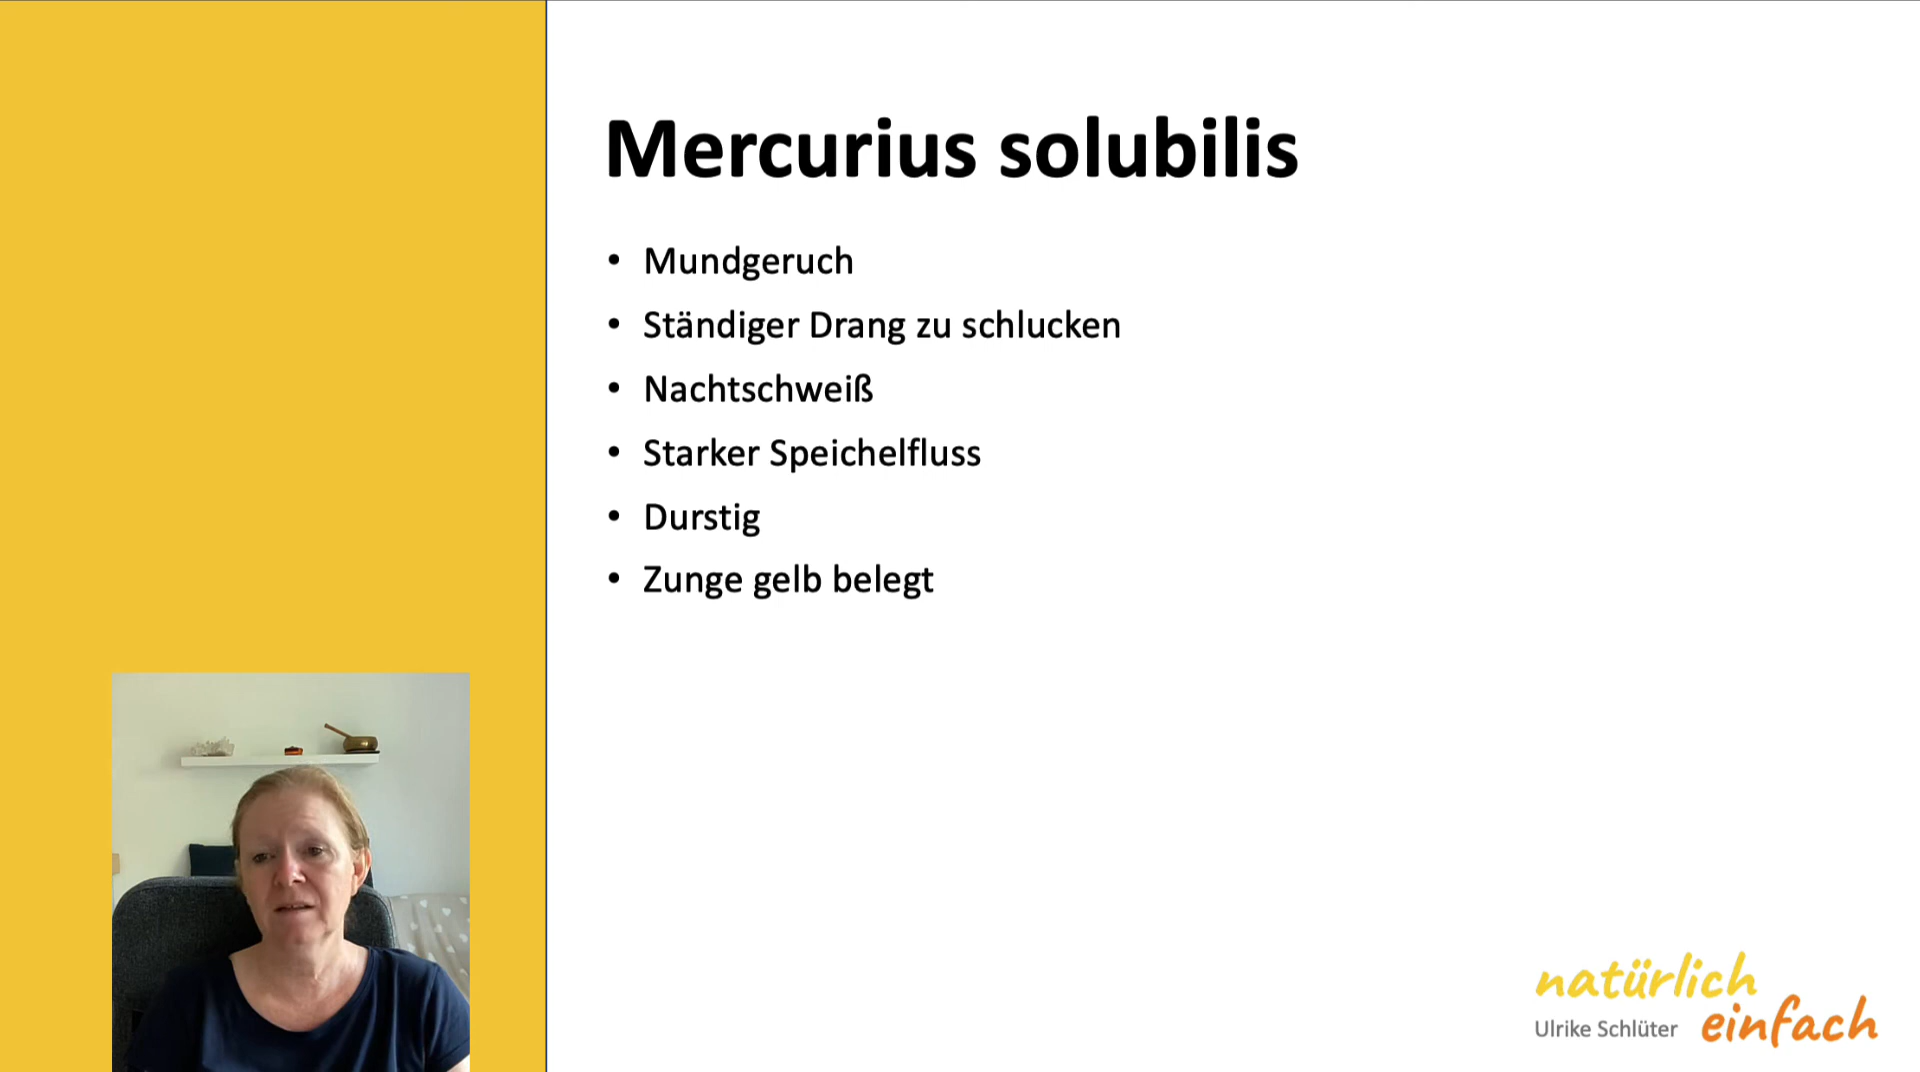 Mercurius solubilis
• Mundgeruch
• Ständiger Drang zu schlucken
• Nachtschweiß
• Starker Speichelfluss
• Durstig
• Zunge gelb belegt
natürlich
Ulrike Schlüter einfach